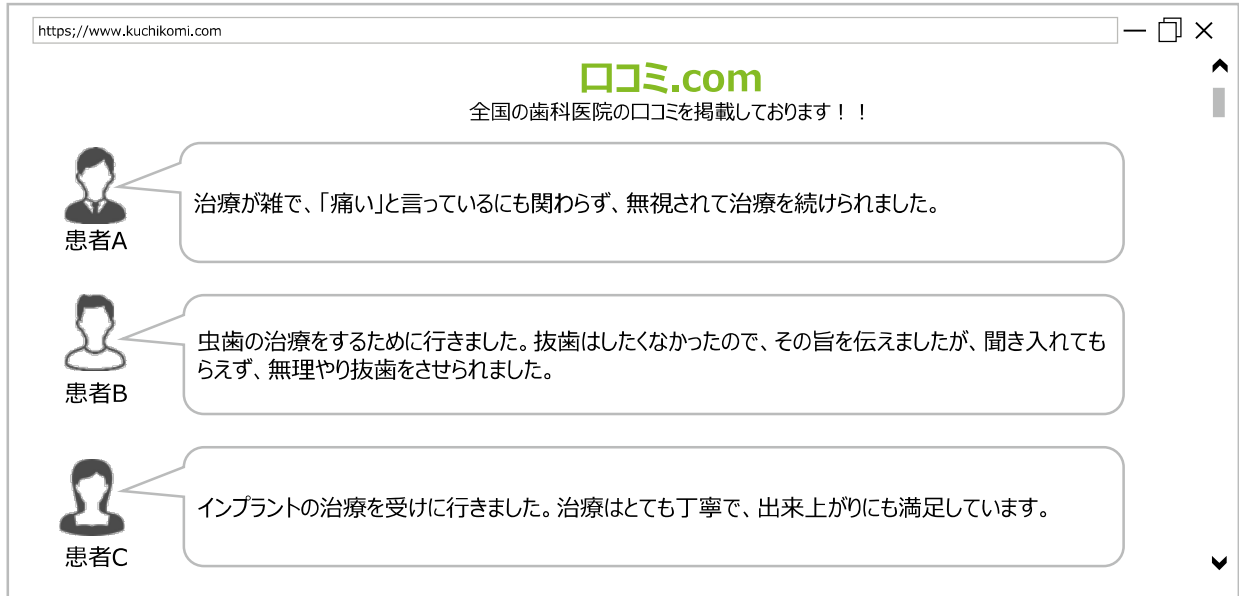 https;//www.kuchikomi.com
口コミ.com
全国の歯科医院の口コミを掲載しております！！
治療が雑で、「痛い」と言っているにも関わらず、無視されて治療を続けられました。
患者A
虫歯の治療をするために行きました。抜歯はしたくなかったので、その旨を伝えましたが、聞き入れても
らえず、無理やり抜歯をさせられました。
患者B
インプラントの治療を受けに行きました。治療はとても丁寧で、出来上がりにも満足しています。
患者C